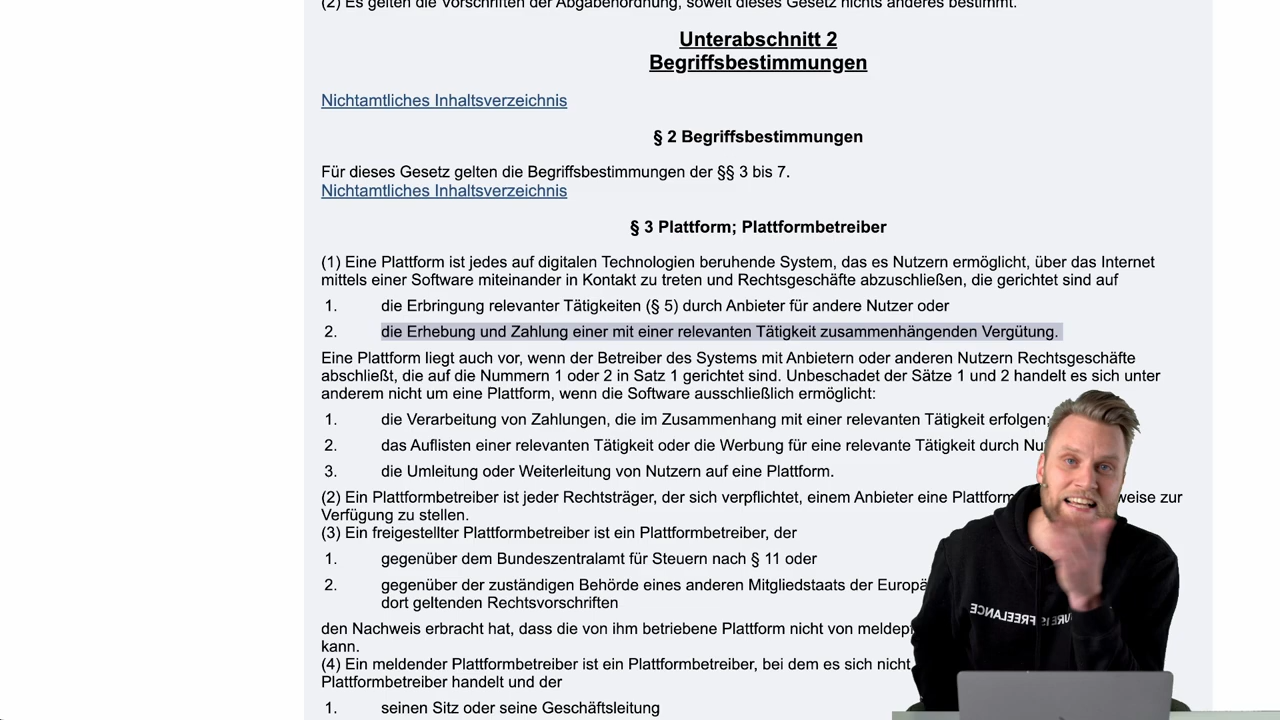 (2) Es gelten die Vorschriften der Abgabenordnung, soweit dieses Gesetz nichts anderes bestimmt.
Unterabschnitt 2
Begriffsbestimmungen
Nichtamtliches Inhaltsverzeichnis
§ 2 Begriffsbestimmungen
Für dieses Gesetz gelten die Begriffsbestimmungen der §§ 3 bis 7.
Nichtamtliches Inhaltsverzeichnis
§ 3 Plattform; Plattformbetreiber
(1) Eine Plattform ist jedes auf digitalen Technologien beruhende System, das es Nutzern ermöglicht, über das Internet
mittels einer Software miteinander in Kontakt zu treten und Rechtsgeschäfte abzuschließen, die gerichtet sind auf
1. die Erbringung relevanter Tätigkeiten (§ 5) durch Anbieter für andere Nutzer oder
2. die Erhebung und Zahlung einer mit einer relevanten Tätigkeit zusammenhängenden Vergütung.
Eine Plattform liegt auch vor, wenn der Betreiber des Systems mit Anbietern oder anderen Nutzern Rechtsgeschäfte
abschließt, die auf die Nummern 1 oder 2 in Satz 1 gerichtet sind. Unbeschadet der Sätze 1 und 2 handelt es sich unter
anderem nicht um eine Plattform, wenn die Software ausschließlich ermöglicht:
1. die Verarbeitung von Zahlungen, die im Zusammenhang mit einer relevanten Tätigkeit erfolgen;
2. das Auflisten einer relevanten Tätigkeit oder die Werbung für eine relevante Tätigkeit durch
3. die Umleitung oder Weiterleitung von Nutzern auf eine Plattform.
(2) Ein Plattformbetreiber ist jeder Rechtsträger, der sich verpflichtet, einem Anbieter eine Plattform weise zur
Verfügung zu stellen.
(3) Ein freigestellter Plattformbetreiber ist ein Plattformbetreiber, der
1. gegenüber dem Bundeszentralamt für Steuern nach § 11 oder
2. gegenüber der zuständigen Behörde eines anderen Mitgliedstaats der
dort geltenden Rechtsvorschriften
den Nachweis erbracht hat, dass die von ihm betriebene Plattform nicht von
kann.
(4) Ein meldender Plattformbetreiber ist ein Plattformbetreiber, bei dem es sich nicht
Plattformbetreiber handelt und der
1. seinen Sitz oder seine Geschäftsleitung
FREELANCE